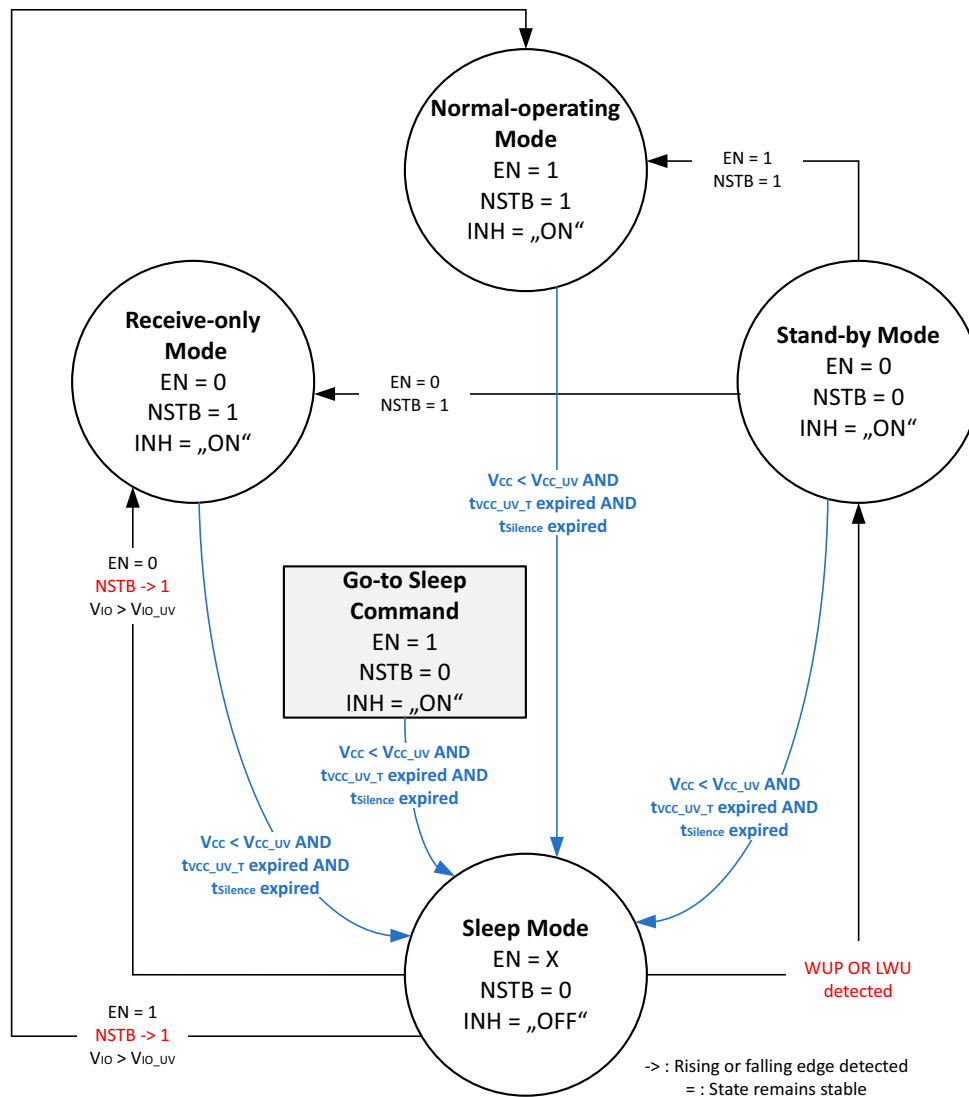 Normal-operating
Mode
EN = 1
NSTB = 1
INH = „ON“
EN = 1
NSTB = 1
Receive-only
Mode
EN = 0
NSTB = 1
INH = „ON“
Stand-by Mode
EN = 0
NSTB = 0
INH = „ON“
EN = 0
NSTB = 1
VCC < VCC_UV AND
tVCC_UV_T expired AND
tSilence expired
EN = 0
NSTB -> 1
VIO > VIO_UV
Go-to Sleep
Command
EN = 1
NSTB = 0
INH = „ON“
VCC < VCC_UV AND
tVCC_UV_T expired AND
tSilence expired
VCC < VCC_UV AND
tVCC_UV_T expired AND
tSilence expired
VCC < VCC_UV AND
tVCC_UV_T expired AND
tSilence expired
Sleep Mode
EN = X
NSTB = 0
INH = „OFF“
WUP OR LWU
detected
EN = 1
NSTB -> 1
VIO > VIO_UV
-> : Rising or falling edge detected
= : State remains stable